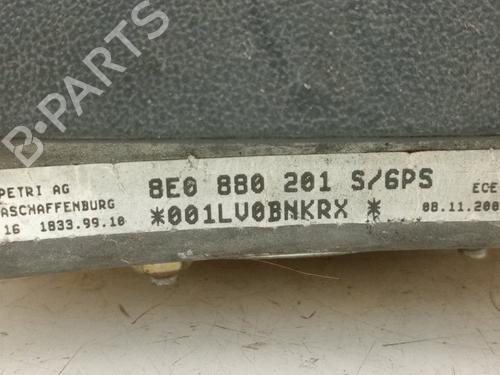 B-Parts
PETRI AG
ASCHAFFENBURG
16 1833.99.10
8E0 880 201 S/6PS
*001LV0BNKRX *
ECE
08.11.200